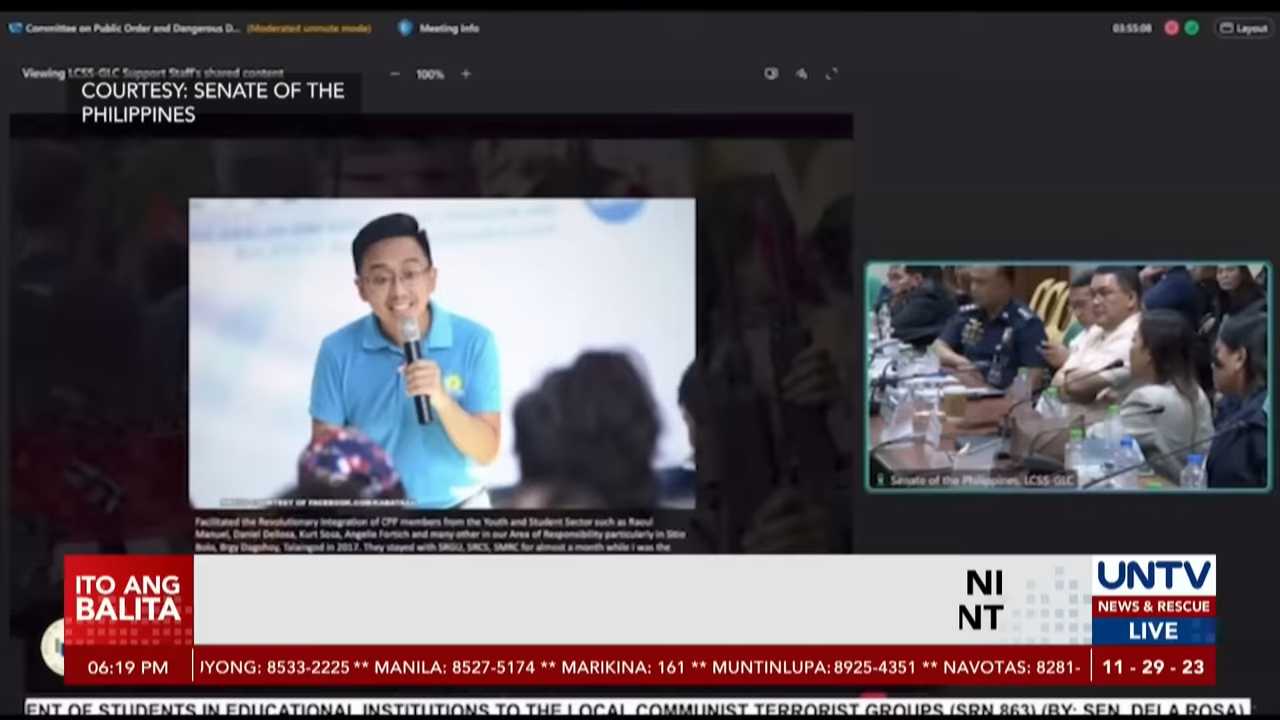 Committee on Public Order and Dangerous D... (Moderated unmute mode)
Meeting Info
03:55:08
Layout
Viewing LCSS-GLC Support Staff's shared content
100%
COURTESY: SENATE OF THE
PHILIPPINES
Facilitated the Revolutionary Integration of CPP members from the Youth and Student Sector such as Raoul
Manuel, Daniel Dellosa, Kurt Sosa, Angelie Fortich and many other in our Area of Responsibility particularly in Sitio
Bolo, Brgy Dagohoy, Talaingod in 2017. They stayed with SRGU, SRCS, SMRC for almost a month while I was the
Senate of the Philippines, LCSS-GLC
ITO ANG
BALITA
NI
NT
UNTV
NEWS & RESCUE
LIVE
06:19 PM
IYONG: 8533-2225 ** MANILA: 8527-5174 ** MARIKINA: 161 ** MUNTINLUPA: 8925-4351 ** NAVOTAS: 8281-
11 - 29 - 23
ENT OF STUDENTS IN EDUCATIONAL INSTITUTIONS TO THE LOCAL COMMUNIST TERRORIST GROUPS (SRN 863) (BY: SEN. DELA ROSA)